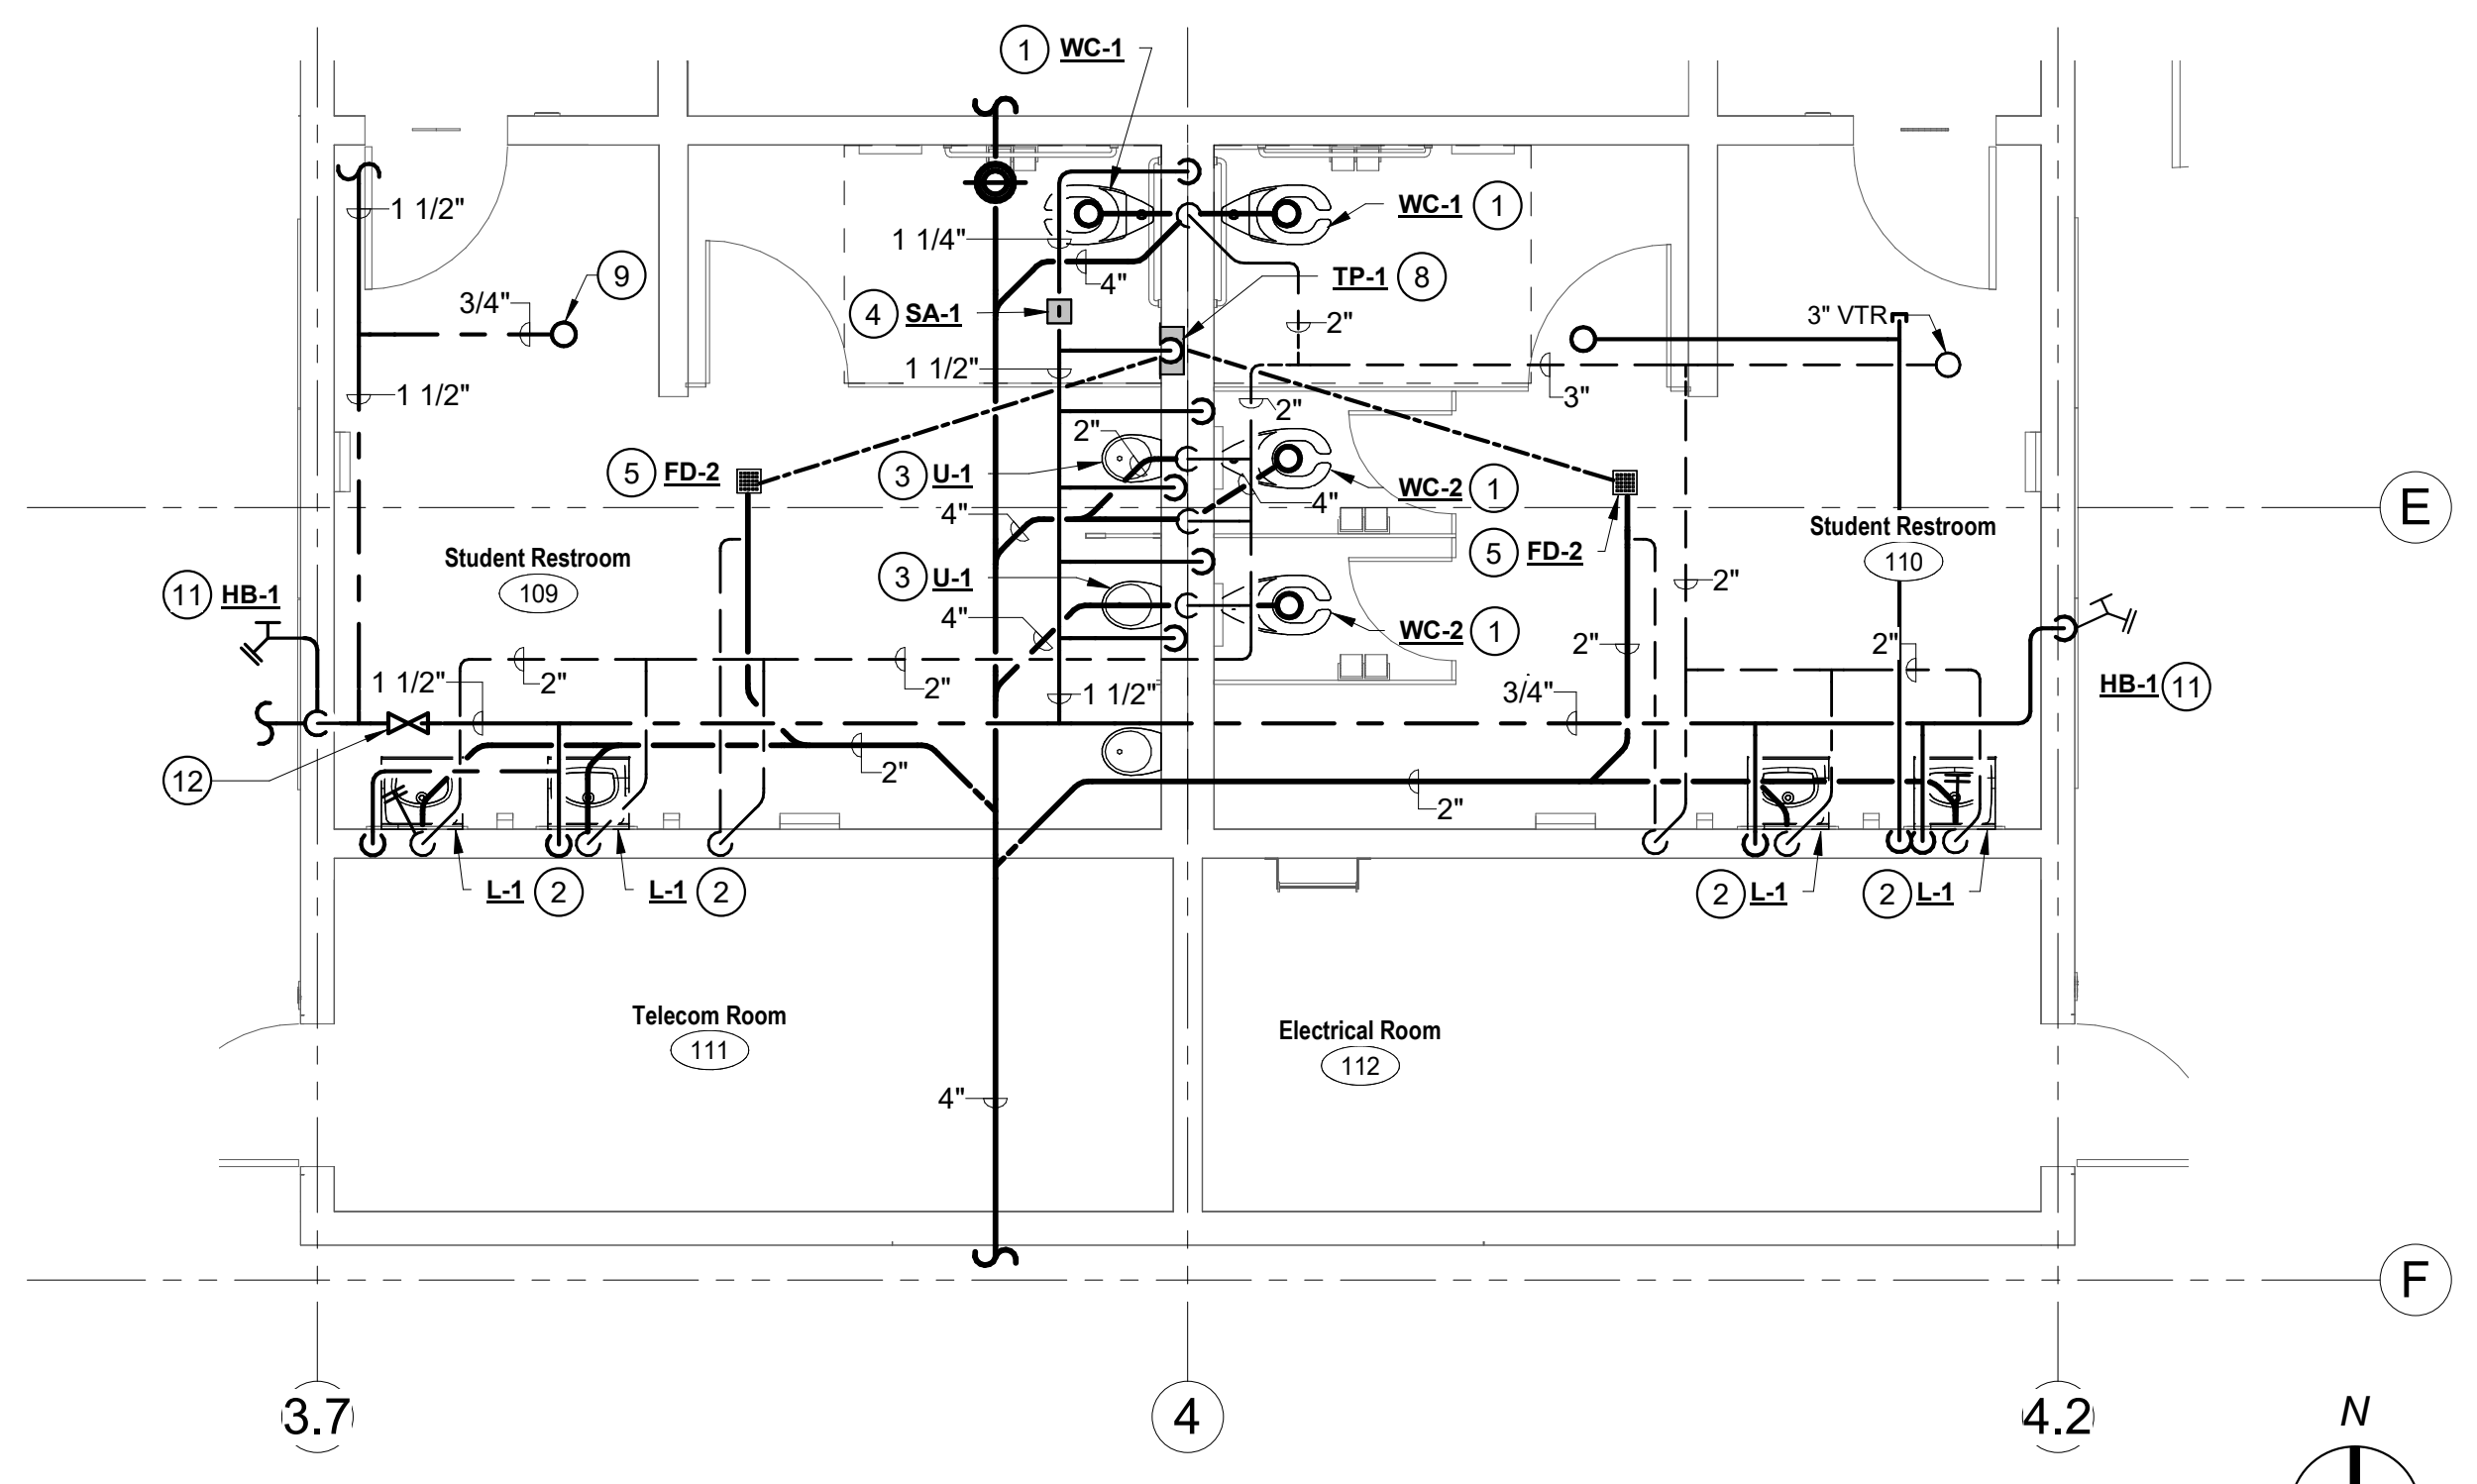 1 WC-1
1 1/2"
WC-1 1
1 1/4"
9
TP-1 8
4"
3/4"
4 SA-1
2"
3" VTR
1 1/2"
1 1/2"
3"
2"
2"
5 FD-2
3 U-1
WC-2 1
4"
E
4"
Student Restroom
110
5 FD-2
Student Restroom
109
3 U-1
2"
11 HB-1
4"
WC-2 1
2"
2"
1 1/2"
2"
2"
1 1/2"
3/4"
HB-1 11
12
2"
2"
L-1 2
L-1 2
2 L-1
2 L-1
Telecom Room
111
Electrical Room
112
4"
F
3.7
4
4.2
N